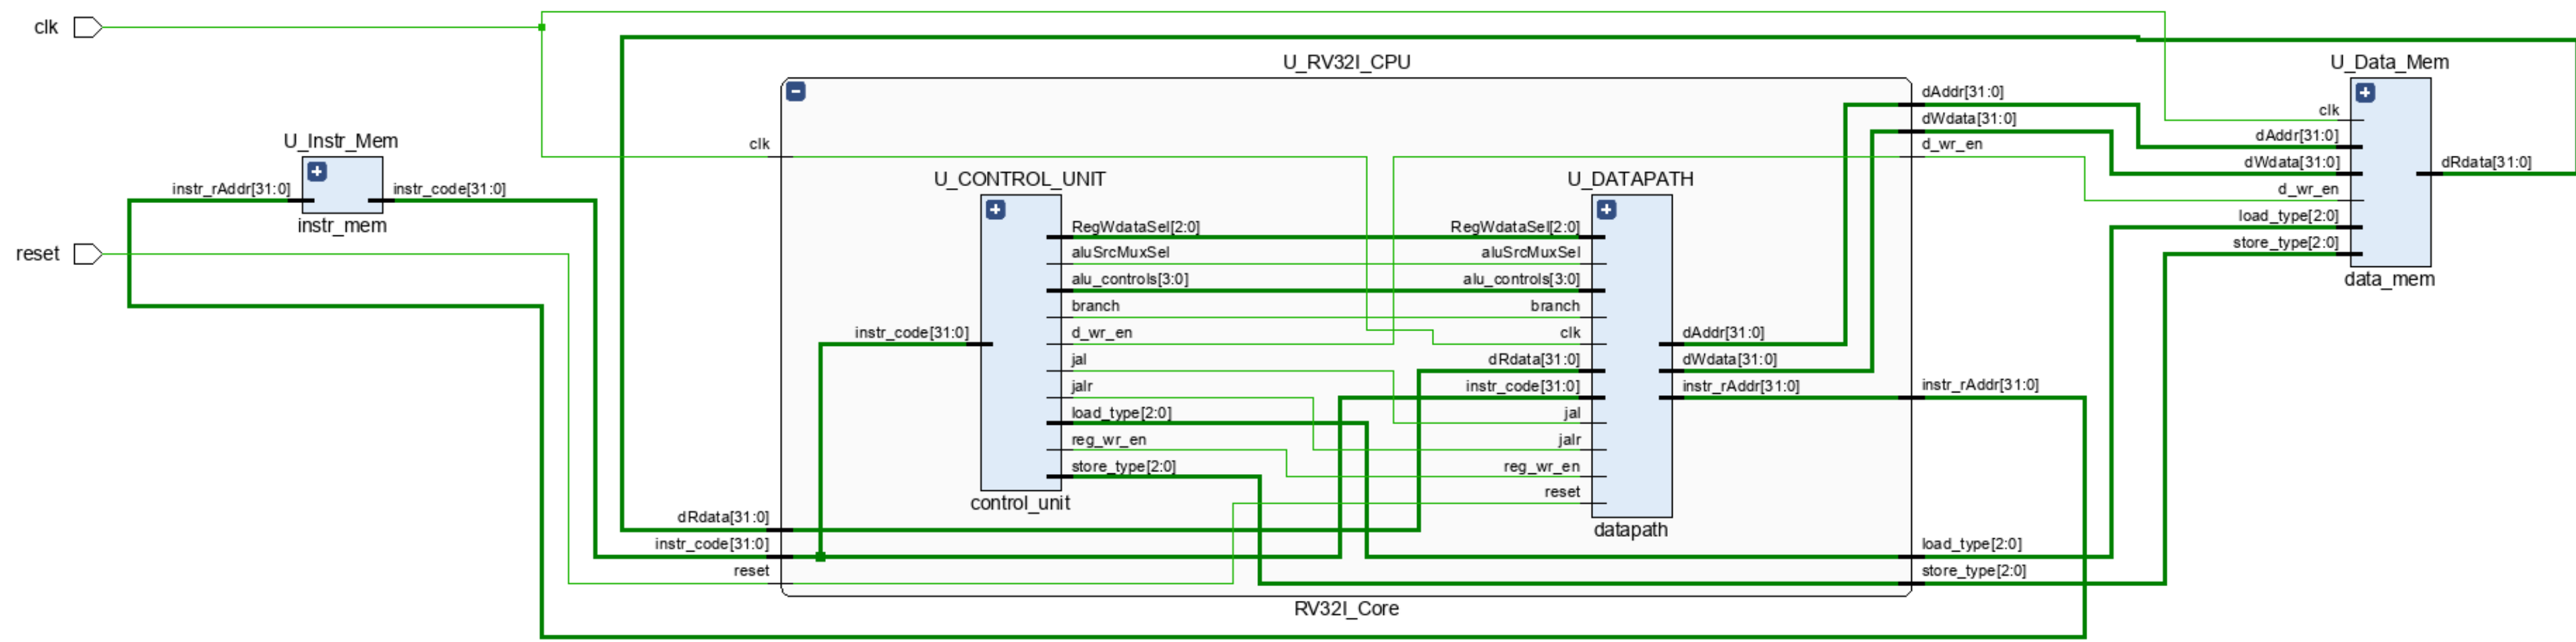 clk
reset
U_Instr_Mem
instr_rAddr[31:0]
instr_code[31:0]
instr_mem
U_RV32I_CPU
clk
dRdata[31:0]
instr_code[31:0]
reset
U_CONTROL_UNIT
instr_code[31:0]
RegWdataSel[2:0]
aluSrcMuxSel
alu_controls[3:0]
branch
d_wr_en
jal
jalr
load_type[2:0]
reg_wr_en
store_type[2:0]
control_unit
U_DATAPATH
RegWdataSel[2:0]
aluSrcMuxSel
alu_controls[3:0]
branch
clk
dRdata[31:0]
instr_code[31:0]
jal
jalr
reg_wr_en
reset
dAddr[31:0]
dWdata[31:0]
instr_rAddr[31:0]
datapath
dAddr[31:0]
dWdata[31:0]
d_wr_en
instr_rAddr[31:0]
load_type[2:0]
store_type[2:0]
RV32I_Core
U_Data_Mem
clk
dAddr[31:0]
dWdata[31:0]
d_wr_en
load_type[2:0]
store_type[2:0]
dRdata[31:0]
data_mem